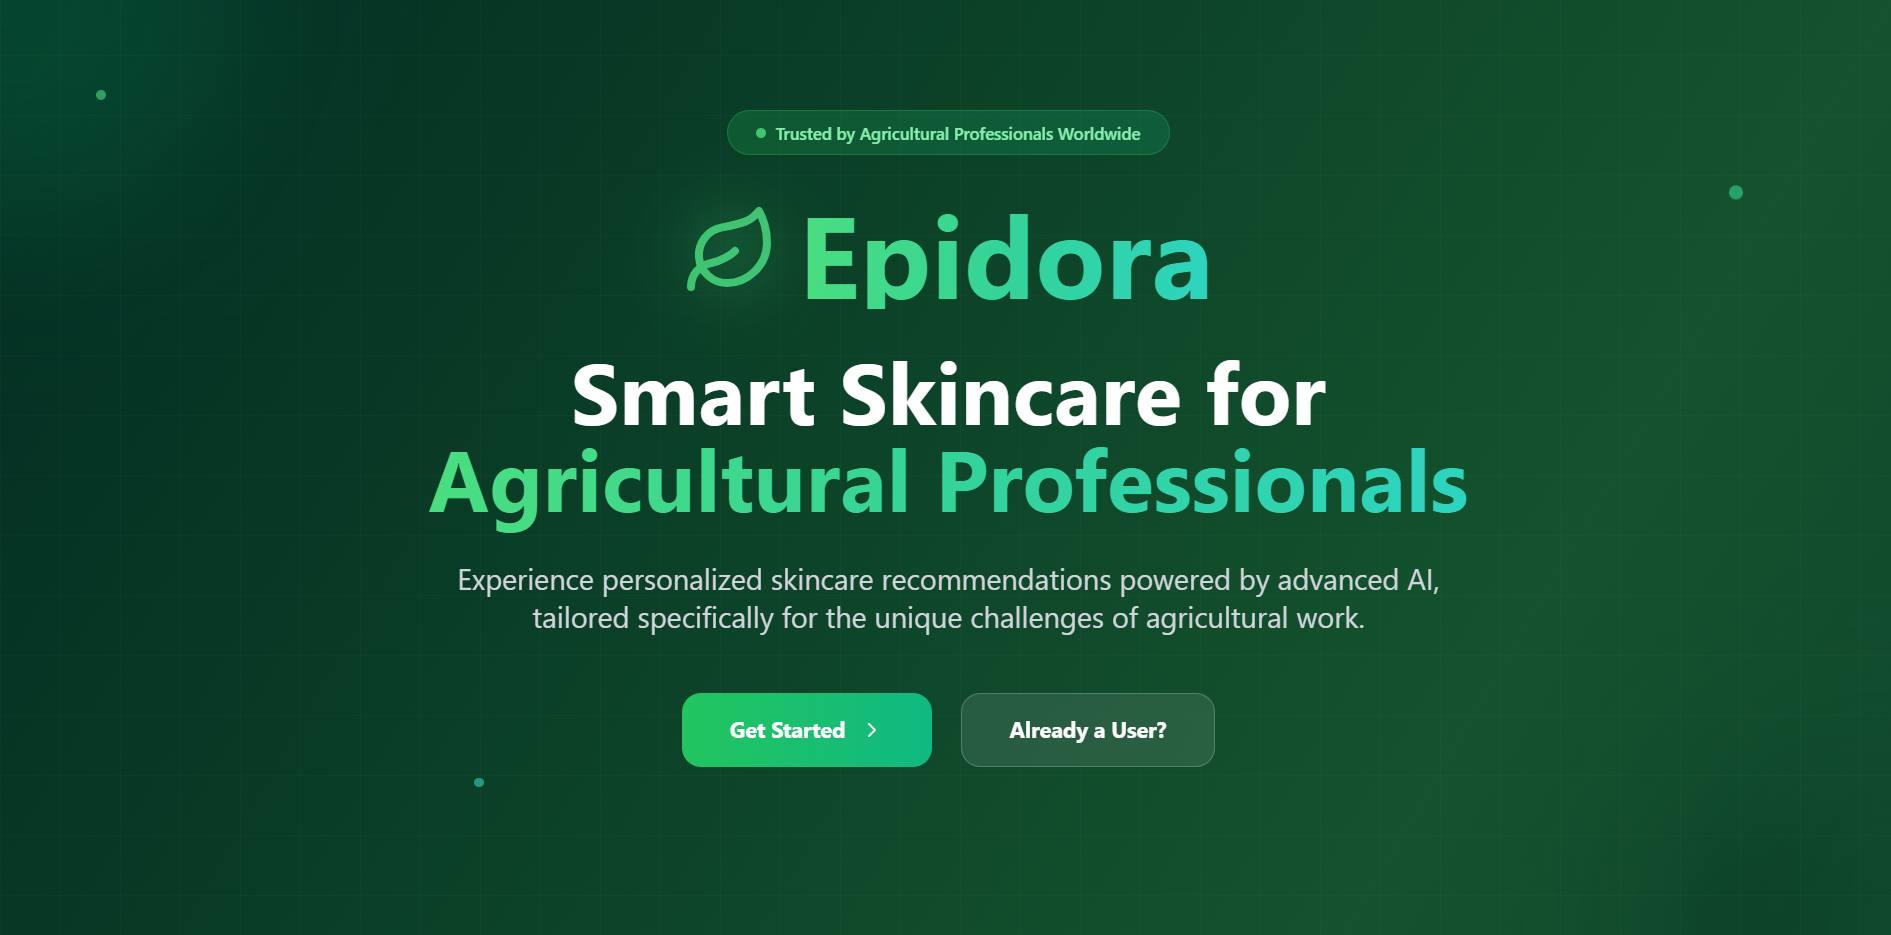 Trusted by Agricultural Professionals Worldwide
Epidora
Smart Skincare for
Agricultural Professionals
Experience personalized skincare recommendations powered by advanced AI,
tailored specifically for the unique challenges of agricultural work.
Get Started
Already a User?